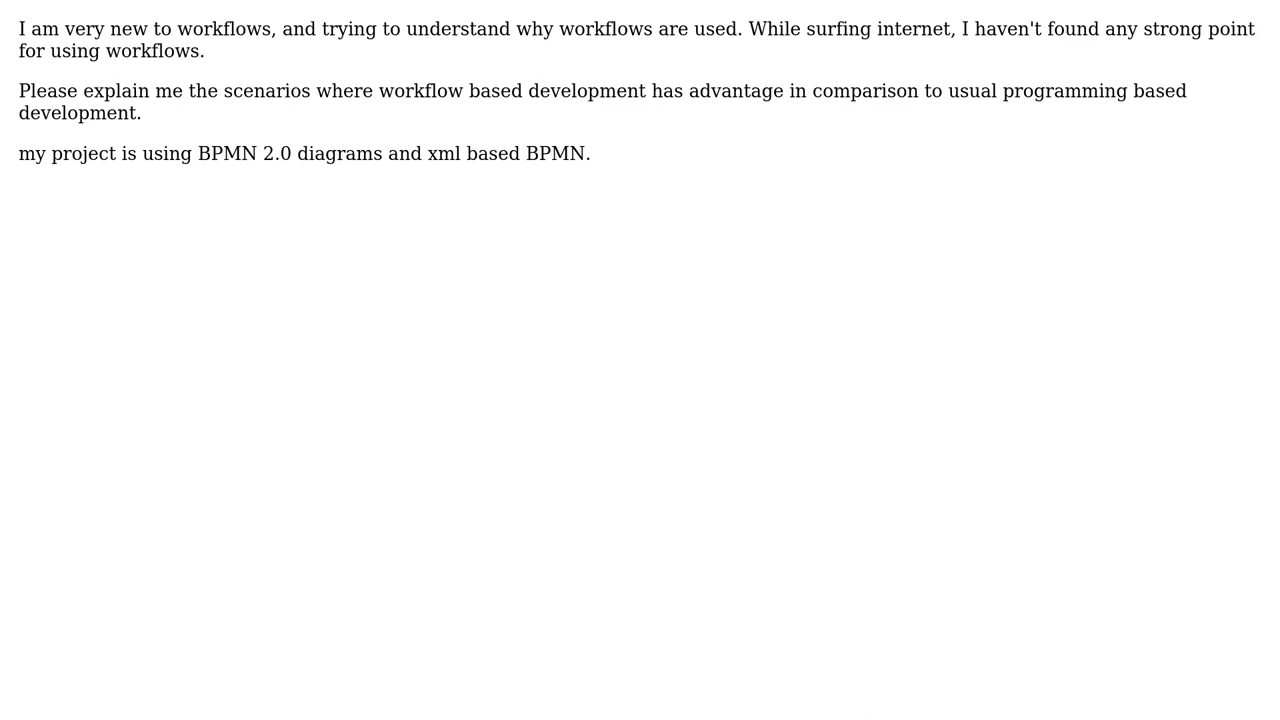 I am very new to workflows, and trying to understand why workflows are used. While surfing internet, I haven't found any strong point
for using workflows.
Please explain me the scenarios where workflow based development has advantage in comparison to usual programming based
development.
my project is using BPMN 2.0 diagrams and xml based BPMN.